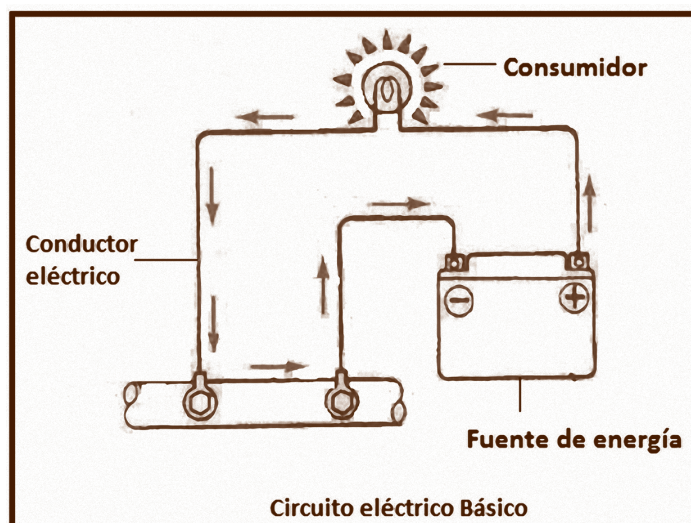 Consumidor
Conductor
eléctrico
−
+
Fuente de energía
Circuito eléctrico Básico